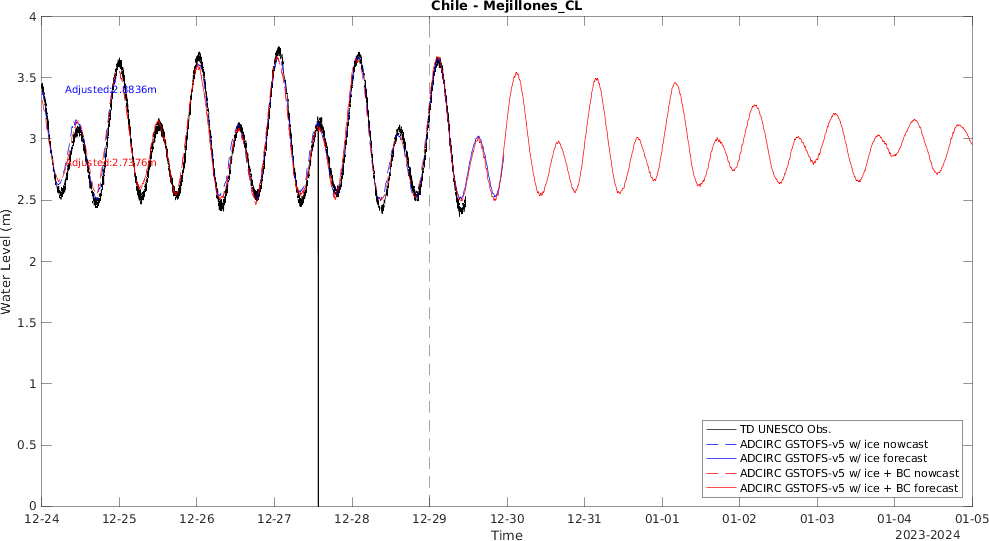 Chile - Mejillones_CL
4
3.5
3
2.5
2
1.5
1
0.5
0
Water Level (m)
Adjusted:2.8836m
Adjusted:2.7376m
TD UNESCO Obs.
ADCIRC GSTOFS-v5 w/ ice nowcast
ADCIRC GSTOFS-v5 w/ ice forecast
ADCIRC GSTOFS-v5 w/ ice + BC nowcast
ADCIRC GSTOFS-v5 w/ ice + BC forecast
12-24 12-25 12-26 12-27 12-28 12-29 12-30 12-31 01-01 01-02 01-03 01-04 01-05
Time
2023-2024